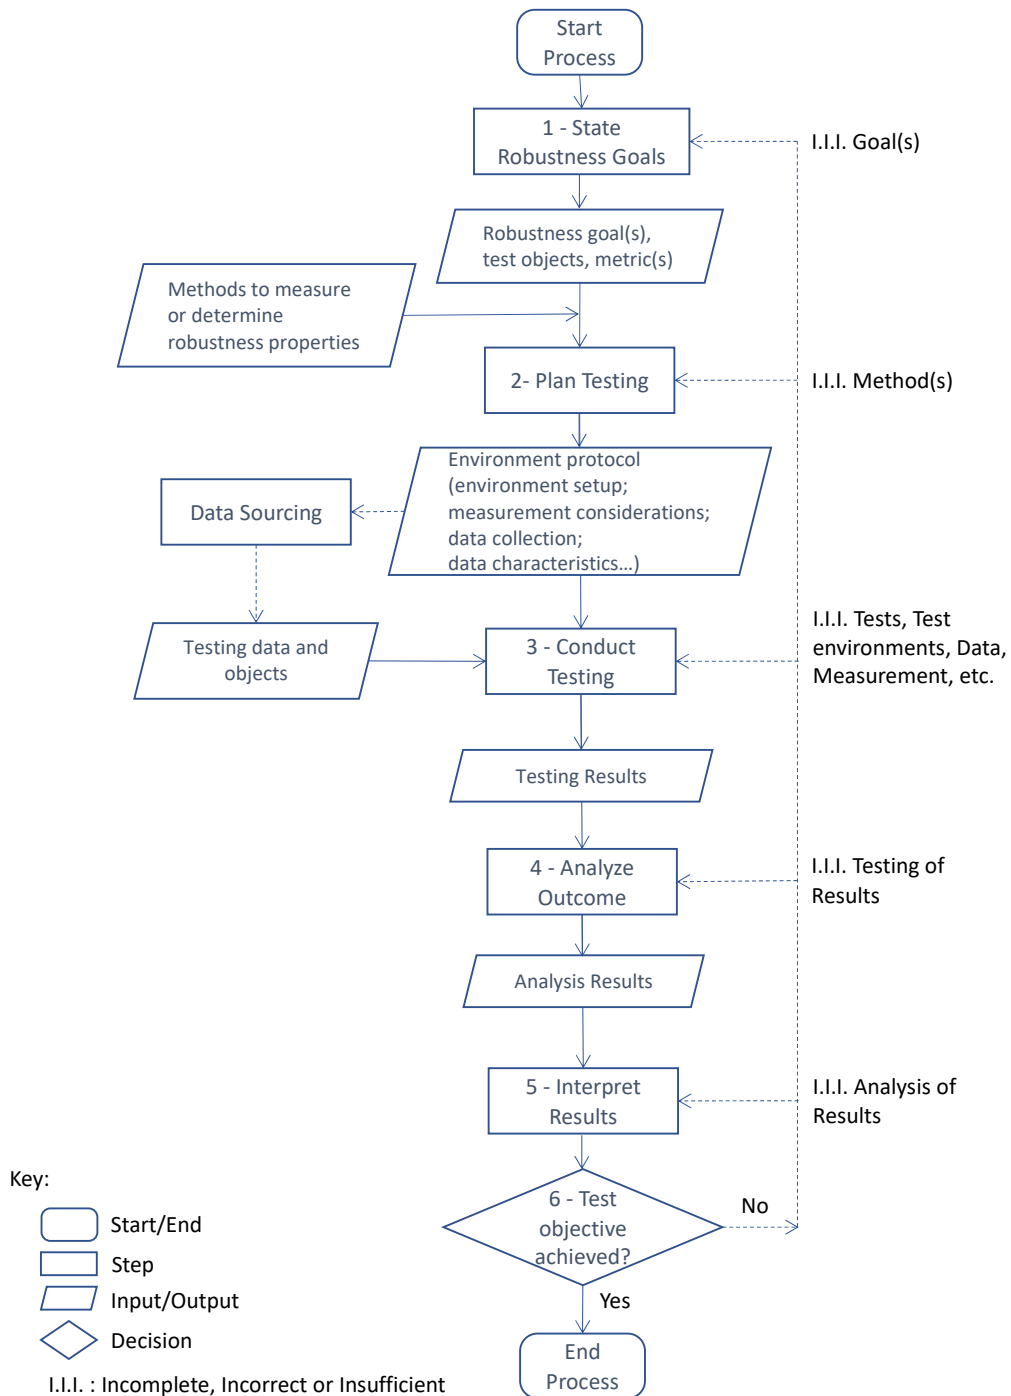 Start
Process
1 - State
Robustness Goals
I.I.I. Goal(s)
Robustness goal(s),
test objects, metric(s)
Methods to measure
or determine
robustness properties
2- Plan Testing
I.I.I. Method(s)
Environment protocol
(environment setup;
measurement considerations;
data collection;
data characteristics...)
Data Sourcing
Testing data and
objects
3 - Conduct
Testing
I.I.I. Tests, Test
environments, Data,
Measurement, etc.
Testing Results
4 - Analyze
Outcome
I.I.I. Testing of
Results
Analysis Results
5 - Interpret
Results
I.I.I. Analysis of
Results
6 - Test
objective
achieved?
No
Yes
End
Process
Key:
Start/End
Step
Input/Output
Decision
I.I.I. : Incomplete, Incorrect or Insufficient